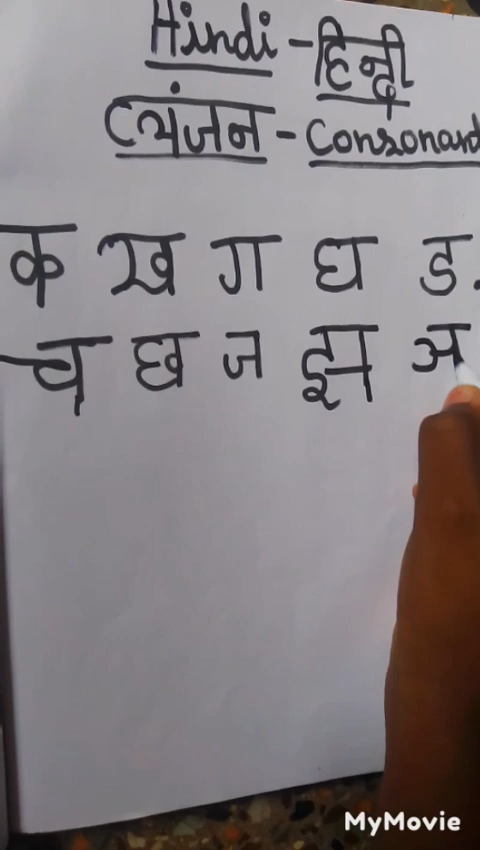 Hindi - हिन्दी
व्यंजन - Consonant
क ख ग घ ङ
च छ ज झ ञ
MyMovie